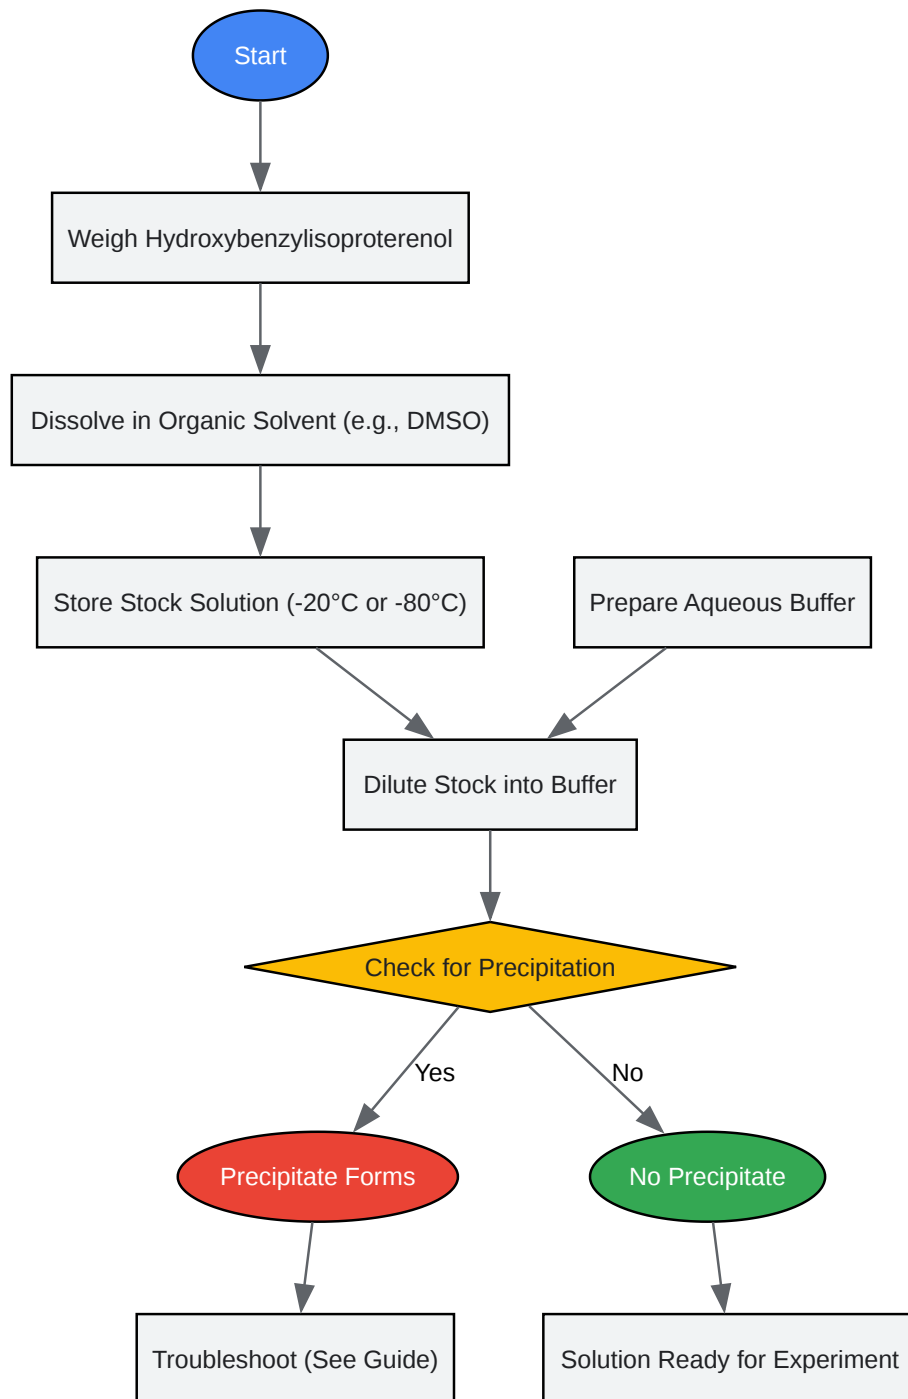 Start
Weigh Hydroxybenzylisoproterenol
Dissolve in Organic Solvent (e.g., DMSO)
Store Stock Solution (-20°C or -80°C)
Prepare Aqueous Buffer
Dilute Stock into Buffer
Check for Precipitation
Yes
No
Precipitate Forms
No Precipitate
Troubleshoot (See Guide)
Solution Ready for Experiment